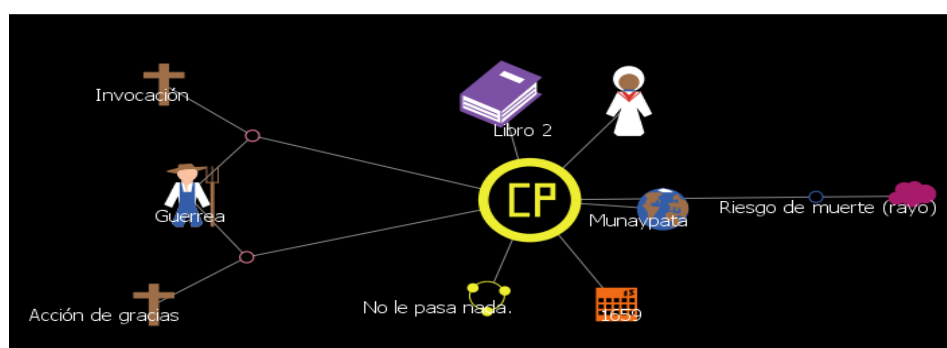 Invocación
Libro 2
CP
Guerrea
Munaypata
Riesgo de muerte (rayo)
No le pasa nada.
1659
Acción de gracias